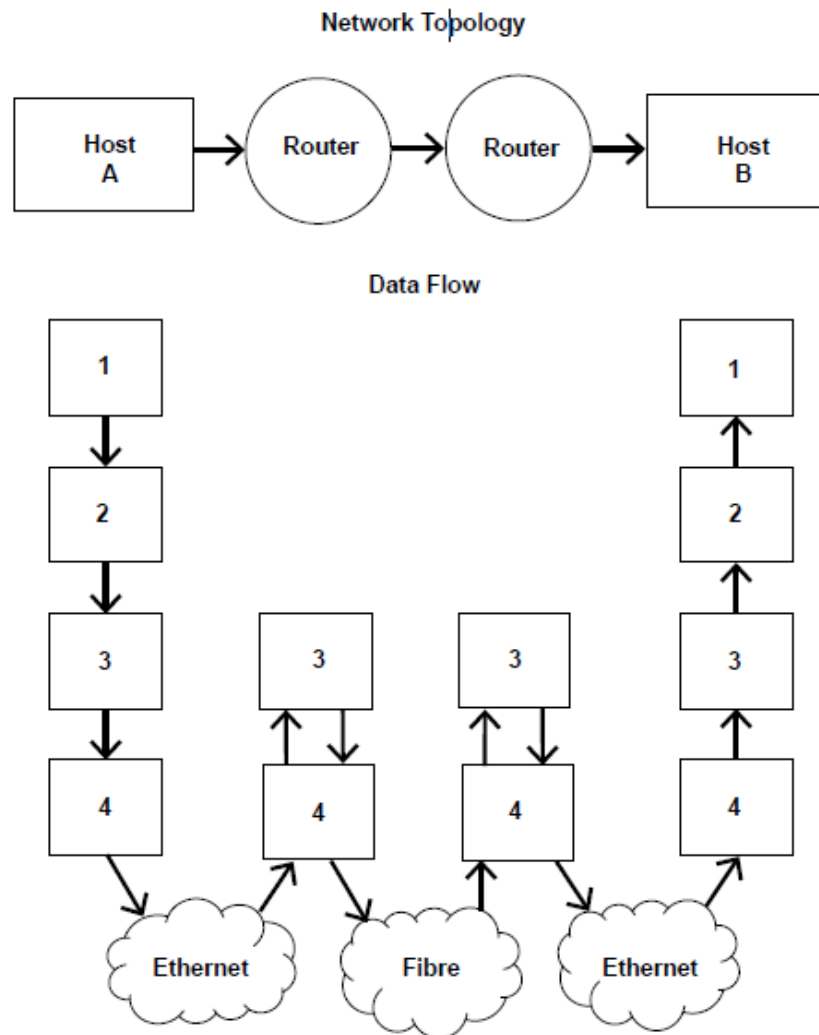 Network Topology
Host
A
Router
Router
Host
B
Data Flow
1
1
2
2
3
3
3
3
4
4
4
4
Ethernet
Fibre
Ethernet